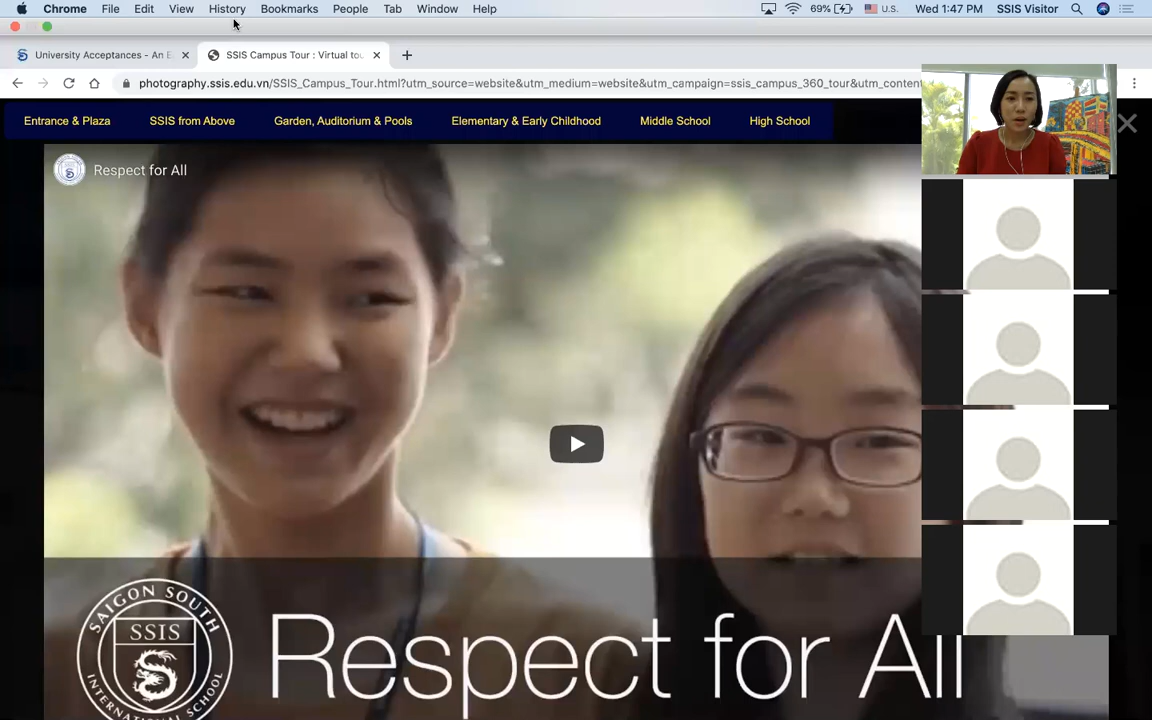 Chrome File Edit View History Bookmarks People Tab Window Help 69% U.S. Wed 1:47 PM SSIS Visitor
University Acceptances - An E SSIS Campus Tour : Virtual tou
photography.ssis.edu.vn/SSIS_Campus_Tour.html?utm_source=website&utm_medium=website&utm_campaign=ssis_campus_360_tour&utm_content
Entrance & Plaza SSIS from Above Garden, Auditorium & Pools Elementary & Early Childhood Middle School High School
Respect for All
SAIGON SOUTH
SSIS
INTERNATIONAL SCHOOL
Respect for All